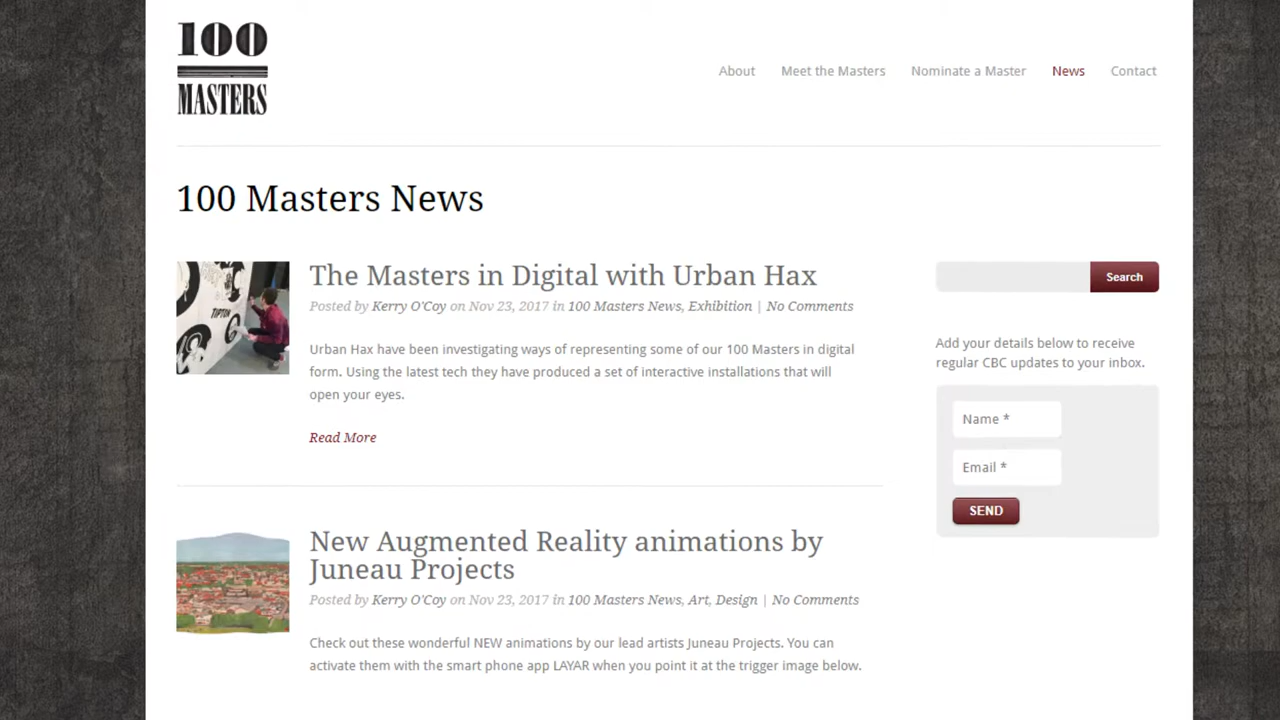 100
MASTERS
About
Meet the Masters
Nominate a Master
News
Contact
100 Masters News
TIPTON
The Masters in Digital with Urban Hax
Posted by Kerry O'Coy on Nov 23, 2017 in 100 Masters News, Exhibition | No Comments
Urban Hax have been investigating ways of representing some of our 100 Masters in digital
form. Using the latest tech they have produced a set of interactive installations that will
open your eyes.
Read More
New Augmented Reality animations by
Juneau Projects
Posted by Kerry O'Coy on Nov 23, 2017 in 100 Masters News, Art, Design | No Comments
Check out these wonderful NEW animations by our lead artists Juneau Projects. You can
activate them with the smart phone app LAYAR when you point it at the trigger image below.
Search
Add your details below to receive
regular CBC updates to your inbox.
Name *
Email *
SEND